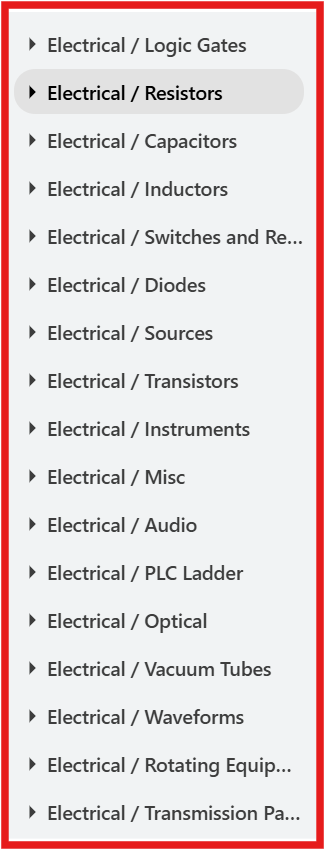 Electrical / Logic Gates
Electrical / Resistors
Electrical / Capacitors
Electrical / Inductors
Electrical / Switches and Re...
Electrical / Diodes
Electrical / Sources
Electrical / Transistors
Electrical / Instruments
Electrical / Misc
Electrical / Audio
Electrical / PLC Ladder
Electrical / Optical
Electrical / Vacuum Tubes
Electrical / Waveforms
Electrical / Rotating Equip...
Electrical / Transmission Pa...